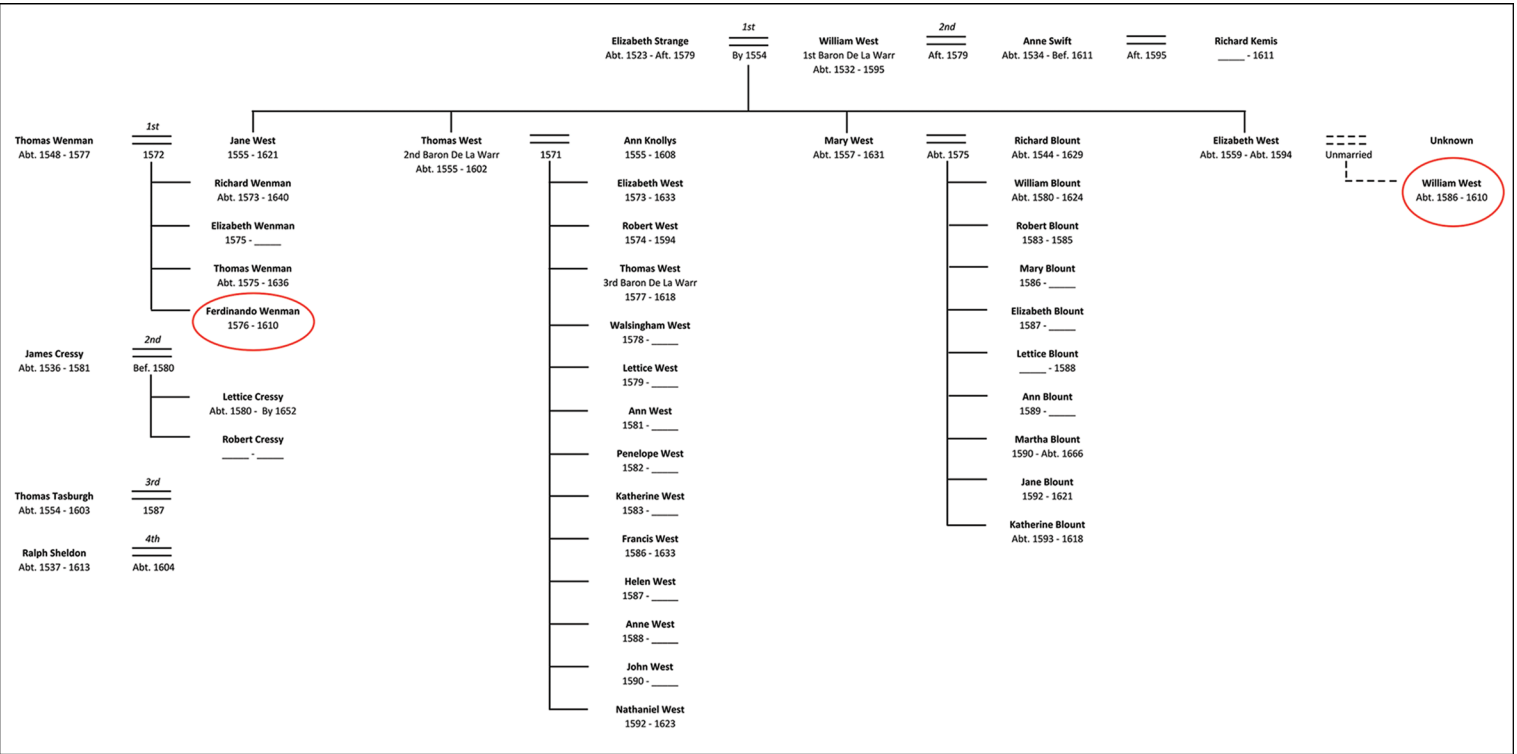 1st
2nd
Elizabeth Strange
William West
Anne Swift
Richard Kemis
Abt. 1523 - Aft. 1579
By 1554
1st Baron De La Warr
Aft. 1579
Abt. 1534 - Bef. 1611
Aft. 1595
_____ - 1611
Abt. 1532 - 1595
1st
Thomas Wenman
Jane West
Thomas West
Ann Knollys
Mary West
Richard Blount
Elizabeth West
Unknown
Abt. 1548 - 1577
1572
1555 - 1621
2nd Baron De La Warr
1571
1555 - 1608
Abt. 1557 - 1631
Abt. 1575
Abt. 1544 - 1629
Abt. 1559 - Abt. 1594
Unmarried
Abt. 1555 - 1602
Richard Wenman
Abt. 1573 - 1640
Elizabeth Wenman
1575 - _____
Thomas Wenman
Abt. 1575 - 1636
Ferdinando Wenman
1576 - 1610
2nd
James Cressy
Abt. 1536 - 1581
Bef. 1580
Lettice Cressy
Abt. 1580 - By 1652
Robert Cressy
_____ - _____
3rd
Thomas Tasburgh
Abt. 1554 - 1603
1587
4th
Ralph Sheldon
Abt. 1537 - 1613
Abt. 1604
Elizabeth West
1573 - 1633
Robert West
1574 - 1594
Thomas West
3rd Baron De La Warr
1577 - 1618
Walsingham West
1578 - _____
Lettice West
1579 - _____
Ann West
1581 - _____
Penelope West
1582 - _____
Katherine West
1583 - _____
Francis West
1586 - 1633
Helen West
1587 - _____
Anne West
1588 - _____
John West
1590 - _____
Nathaniel West
1592 - 1623
William Blount
Abt. 1580 - 1624
Robert Blount
1583 - 1585
Mary Blount
1586 - _____
Elizabeth Blount
1587 - _____
Lettice Blount
_____ - 1588
Ann Blount
1589 - _____
Martha Blount
1590 - Abt. 1666
Jane Blount
1592 - 1621
Katherine Blount
Abt. 1593 - 1618
William West
Abt. 1586 - 1610